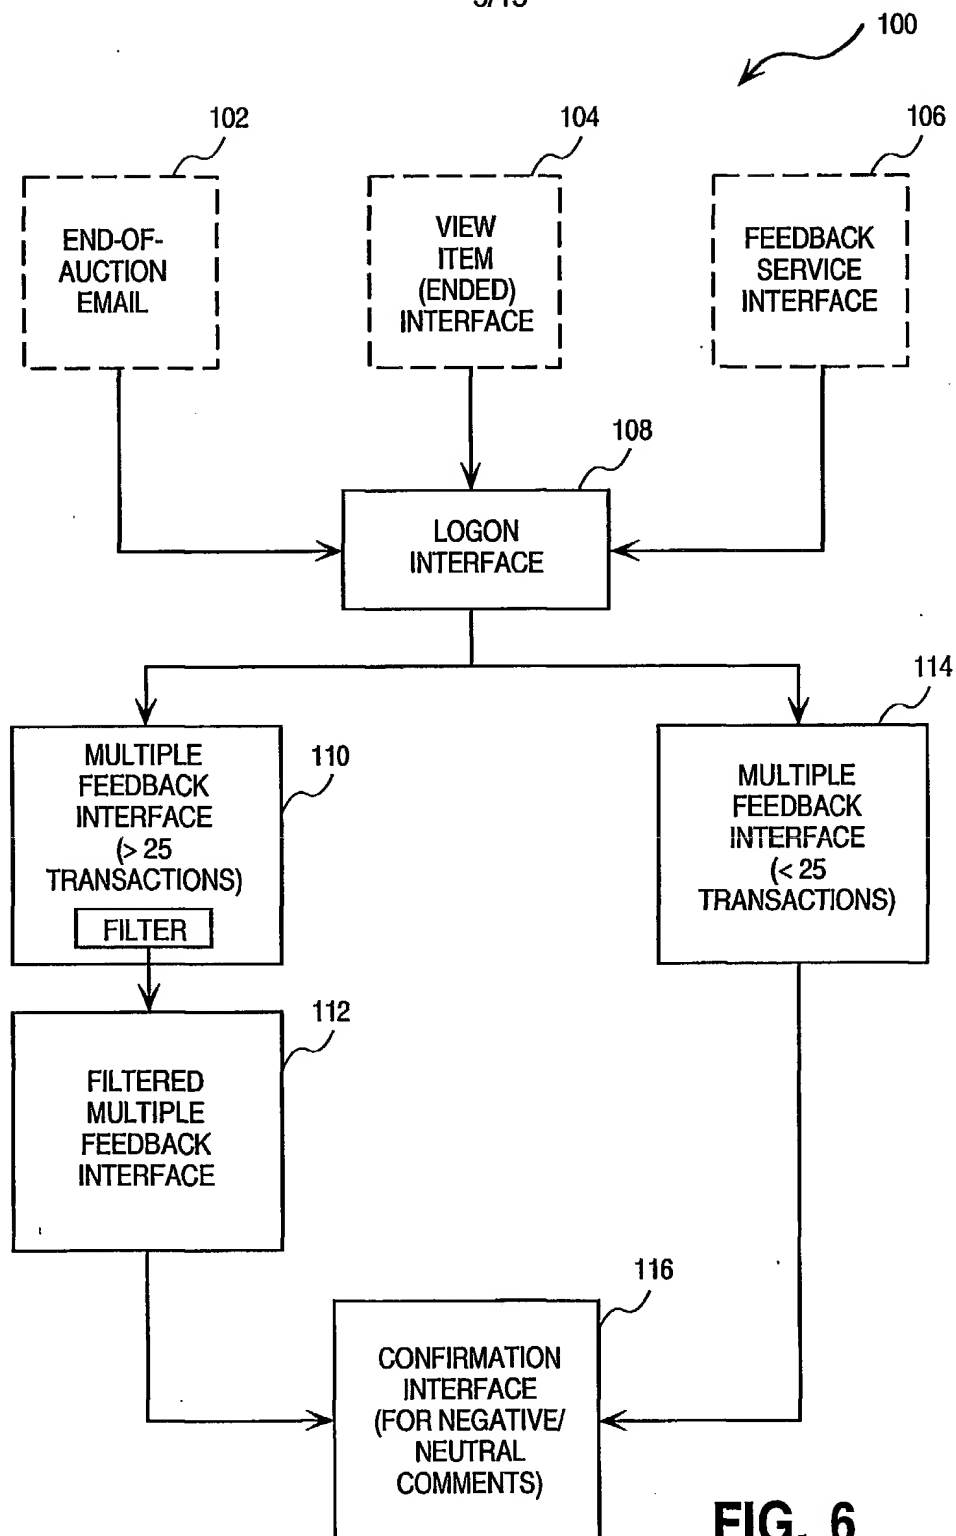 100
102
104
106
END-OF-
AUCTION
EMAIL
VIEW
ITEM
(ENDED)
INTERFACE
FEEDBACK
SERVICE
INTERFACE
108
LOGON
INTERFACE
114
110
MULTIPLE
FEEDBACK
INTERFACE
(> 25
TRANSACTIONS)
FILTER
MULTIPLE
FEEDBACK
INTERFACE
(< 25
TRANSACTIONS)
112
FILTERED
MULTIPLE
FEEDBACK
INTERFACE
116
CONFIRMATION
INTERFACE
(FOR NEGATIVE/
NEUTRAL
COMMENTS)
FIG. 6